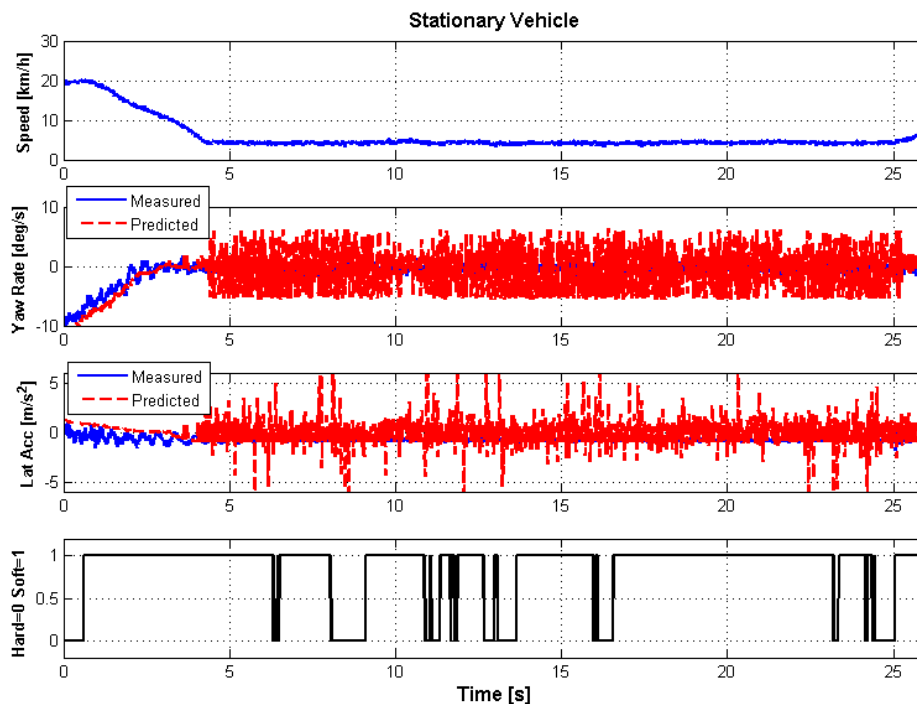 Stationary Vehicle
Speed [km/h]
30
20
10
0
0 5 10 15 20 25
Yaw Rate [deg/s]
Measured
Predicted
10
0
-10
0 5 10 15 20 25
Lat Acc [m/s²]
Measured
Predicted
5
0
-5
0 5 10 15 20 25
Hard=0 Soft=1
1
0.5
0
0 5 10 15 20 25
Time [s]